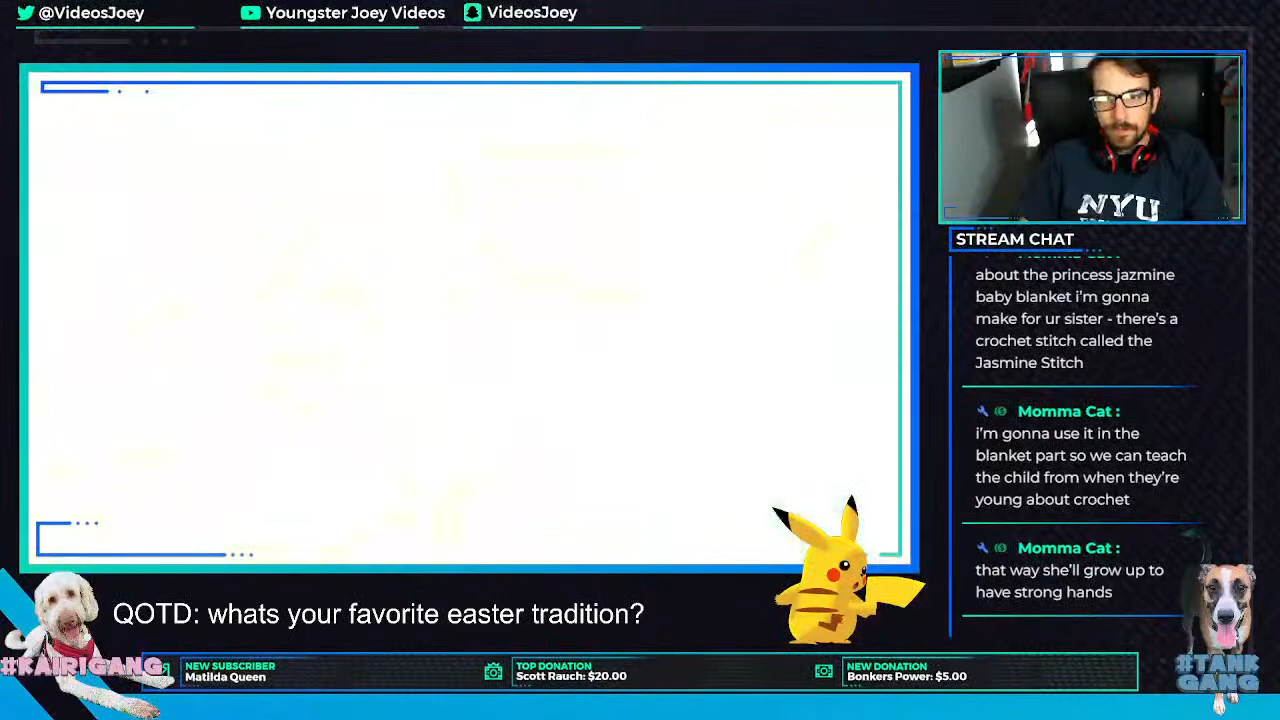 @VideosJoey
Youngster Joey Videos
VideosJoey
NYU
STREAM CHAT
about the princess jazmine
baby blanket i'm gonna
make for ur sister - there's a
crochet stitch called the
Jasmine Stitch
Momma Cat :
i'm gonna use it in the
blanket part so we can teach
the child from when they're
young about crochet
Momma Cat :
that way she'll grow up to
have strong hands
QOTD: whats your favorite easter tradition?
#KAIRIGANG
NEW SUBSCRIBER
Matilda Queen
TOP DONATION
Scott Rauch: $20.00
NEW DONATION
Bonkers Power: $5.00
#TANK
GANG